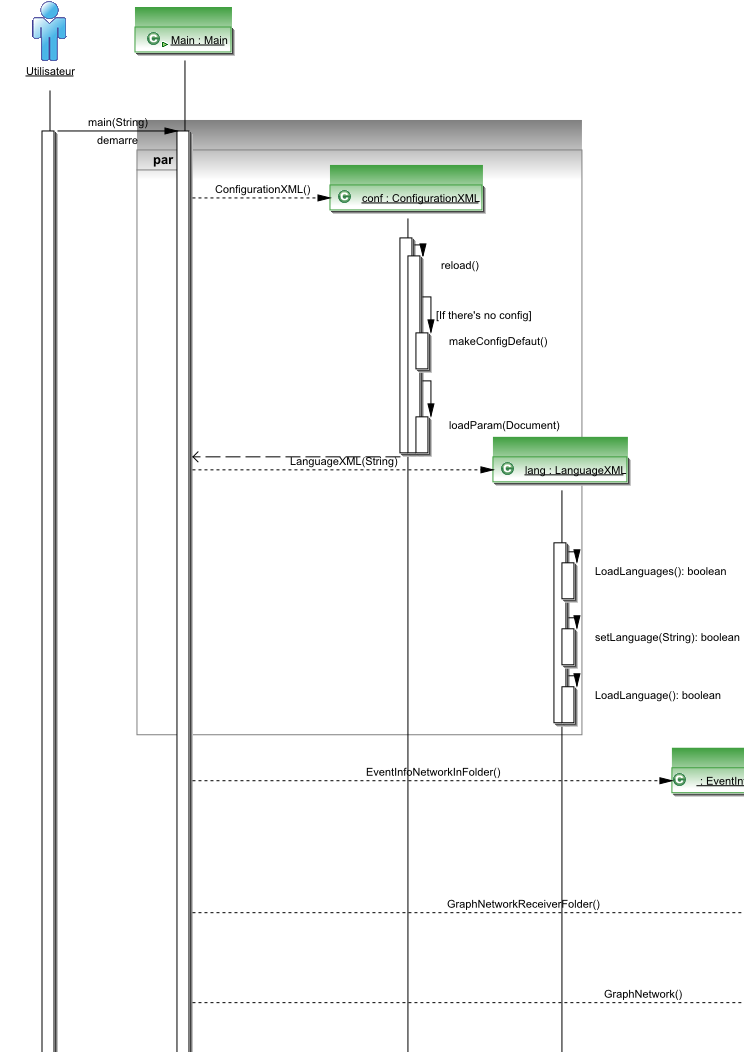 Utilisateur
Main : Main
main(String)
demarre
par
ConfigurationXML()
conf : ConfigurationXML
reload()
[If there's no config]
makeConfigDefaut()
loadParam(Document)
LanguageXML(String)
lang : LanguageXML
LoadLanguages(): boolean
setLanguage(String): boolean
LoadLanguage(): boolean
EventInfoNetworkInFolder()
: EventIn
GraphNetworkReceiverFolder()
GraphNetwork()